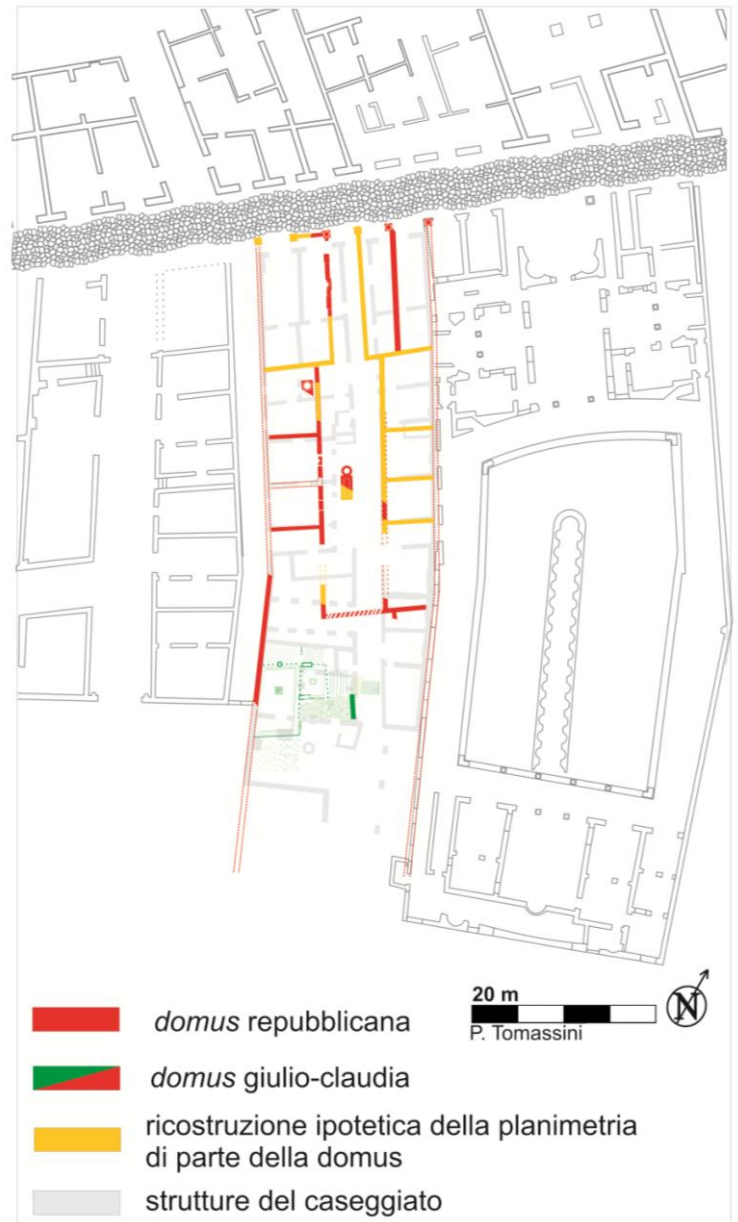 20 m
N
P. Tomassini
domus repubblicana
domus giulio-claudia
ricostruzione ipotetica della planimetria
di parte della domus
strutture del caseggiato